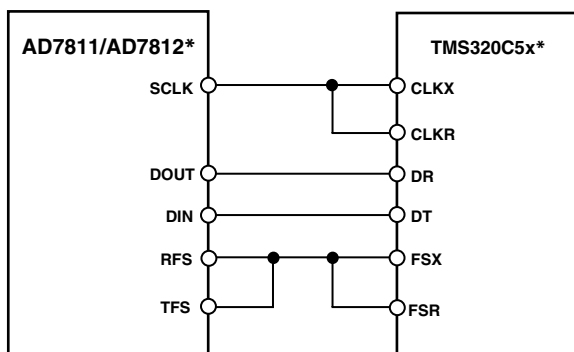 AD7811/AD7812* TMS320C5x*
SCLK CLKX
CLKR
DOUT DR
DIN DT
RFS FSX
TFS FSR